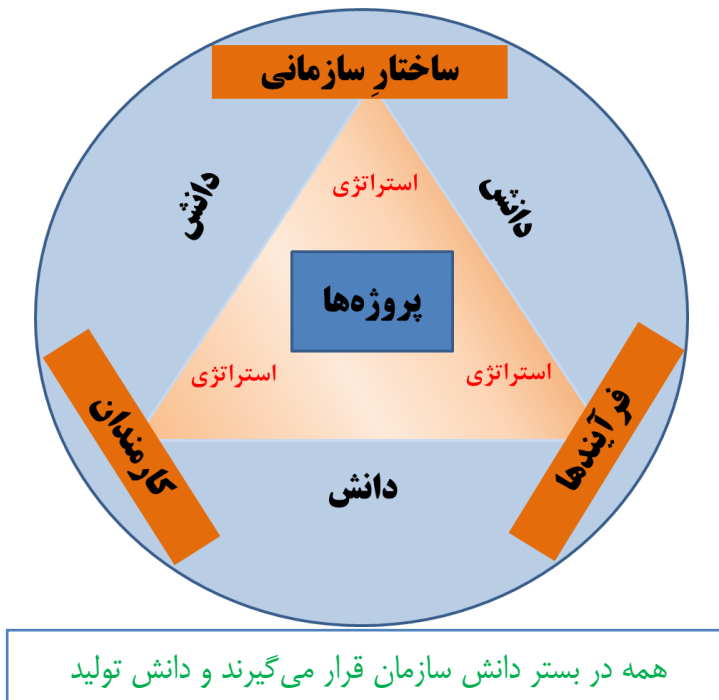 ساختارِ سازمانی
دانش
دانش
استراتژی
پروژه‌ها
استراتژی
استراتژی
فرآیندها
کارمندان
دانش
همه در بستر دانش سازمان قرار می‌گیرند و دانش تولید